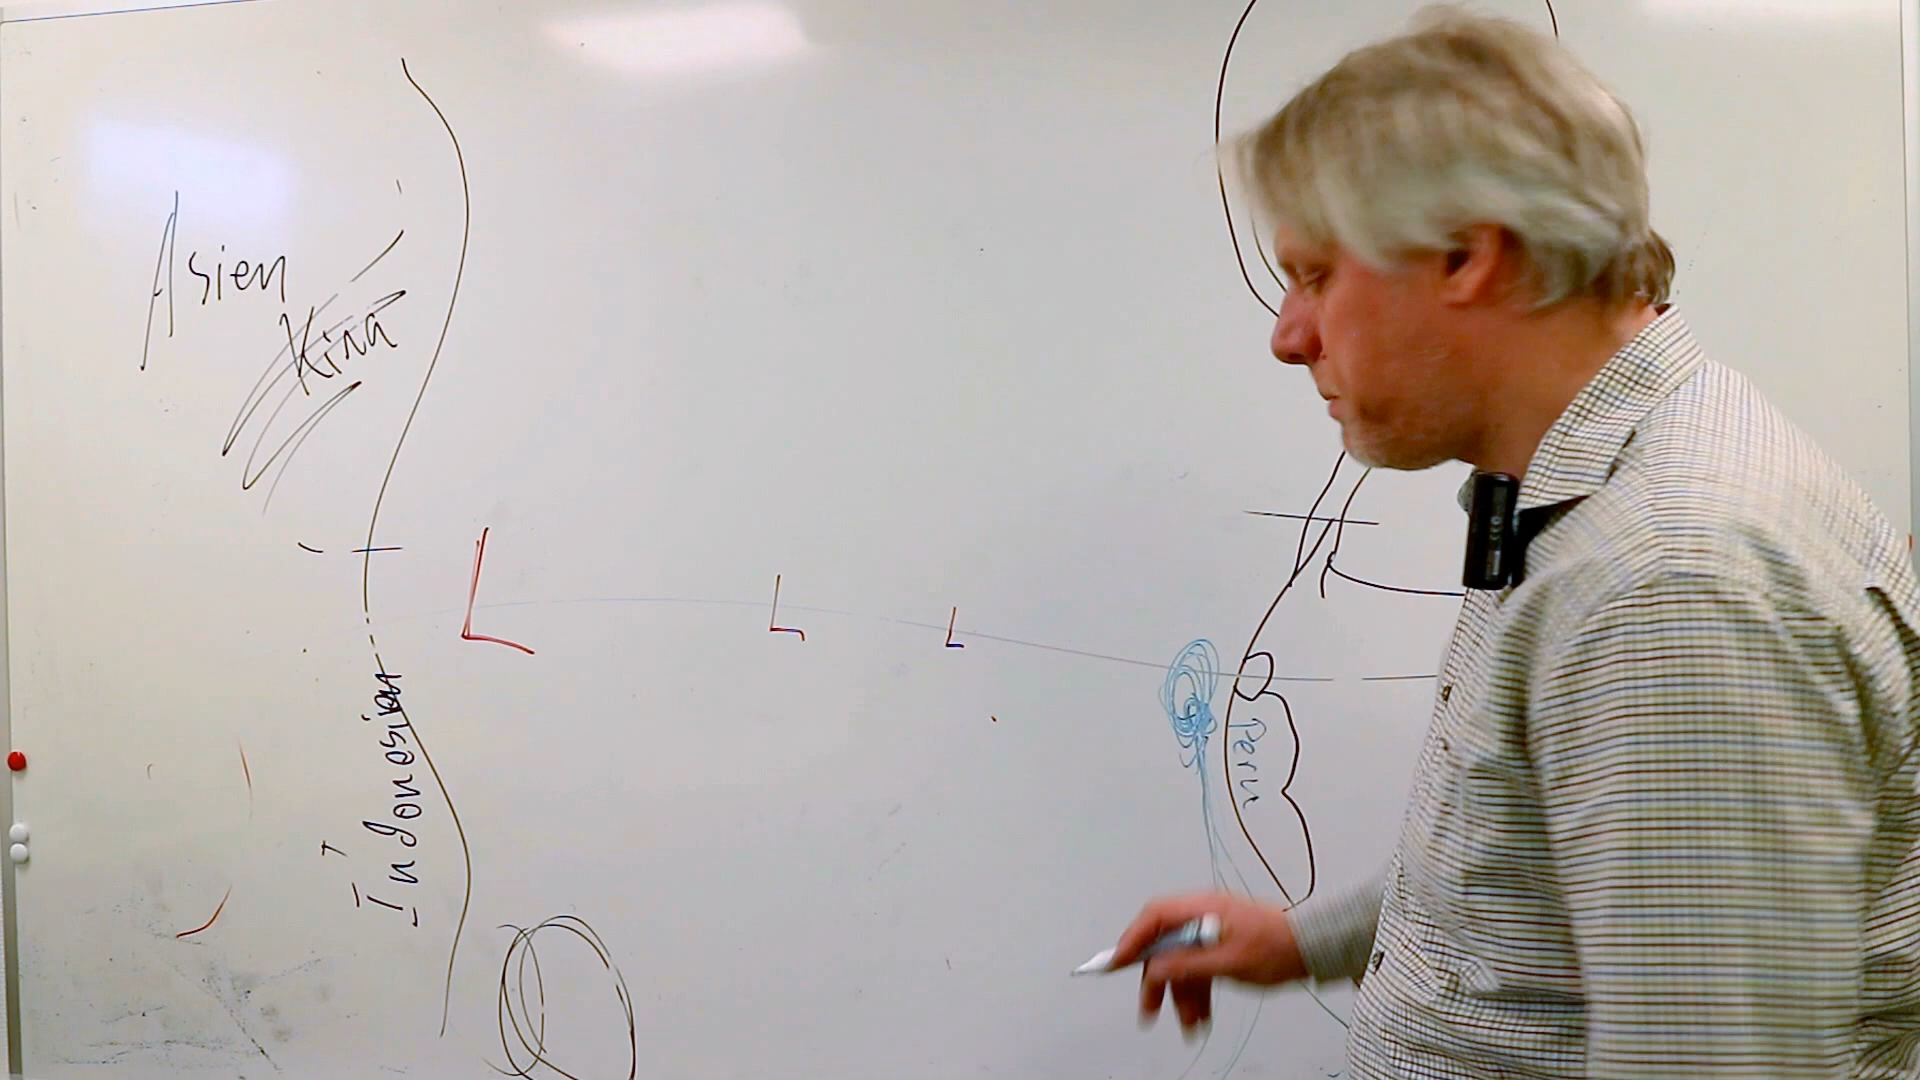 Asien
Kina
L
L
L
Indonesien
Peru